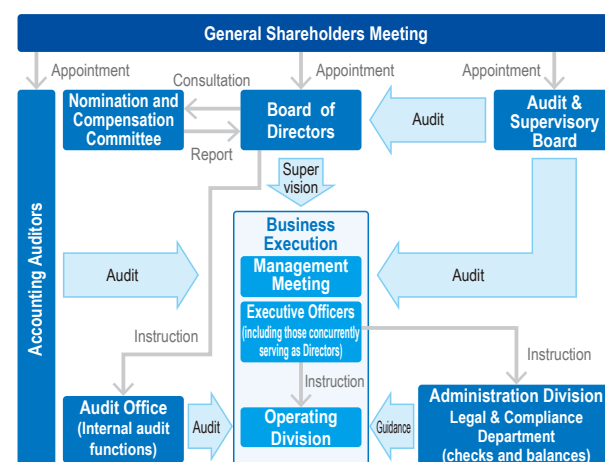 General Shareholders Meeting
Appointment
Consultation
Appointment
Appointment
Nomination and
Compensation
Committee
Board of
Directors
Audit
Audit &
Supervisory
Board
Report
Super
vision
Accounting Auditors
Business
Execution
Management
Meeting
Audit
Audit
Executive Officers
(including those concurrently
serving as Directors)
Instruction
Instruction
Instruction
Audit Office
(Internal audit
functions)
Audit
Operating
Division
Guidance
Administration Division
Legal & Compliance
Department
(checks and balances)